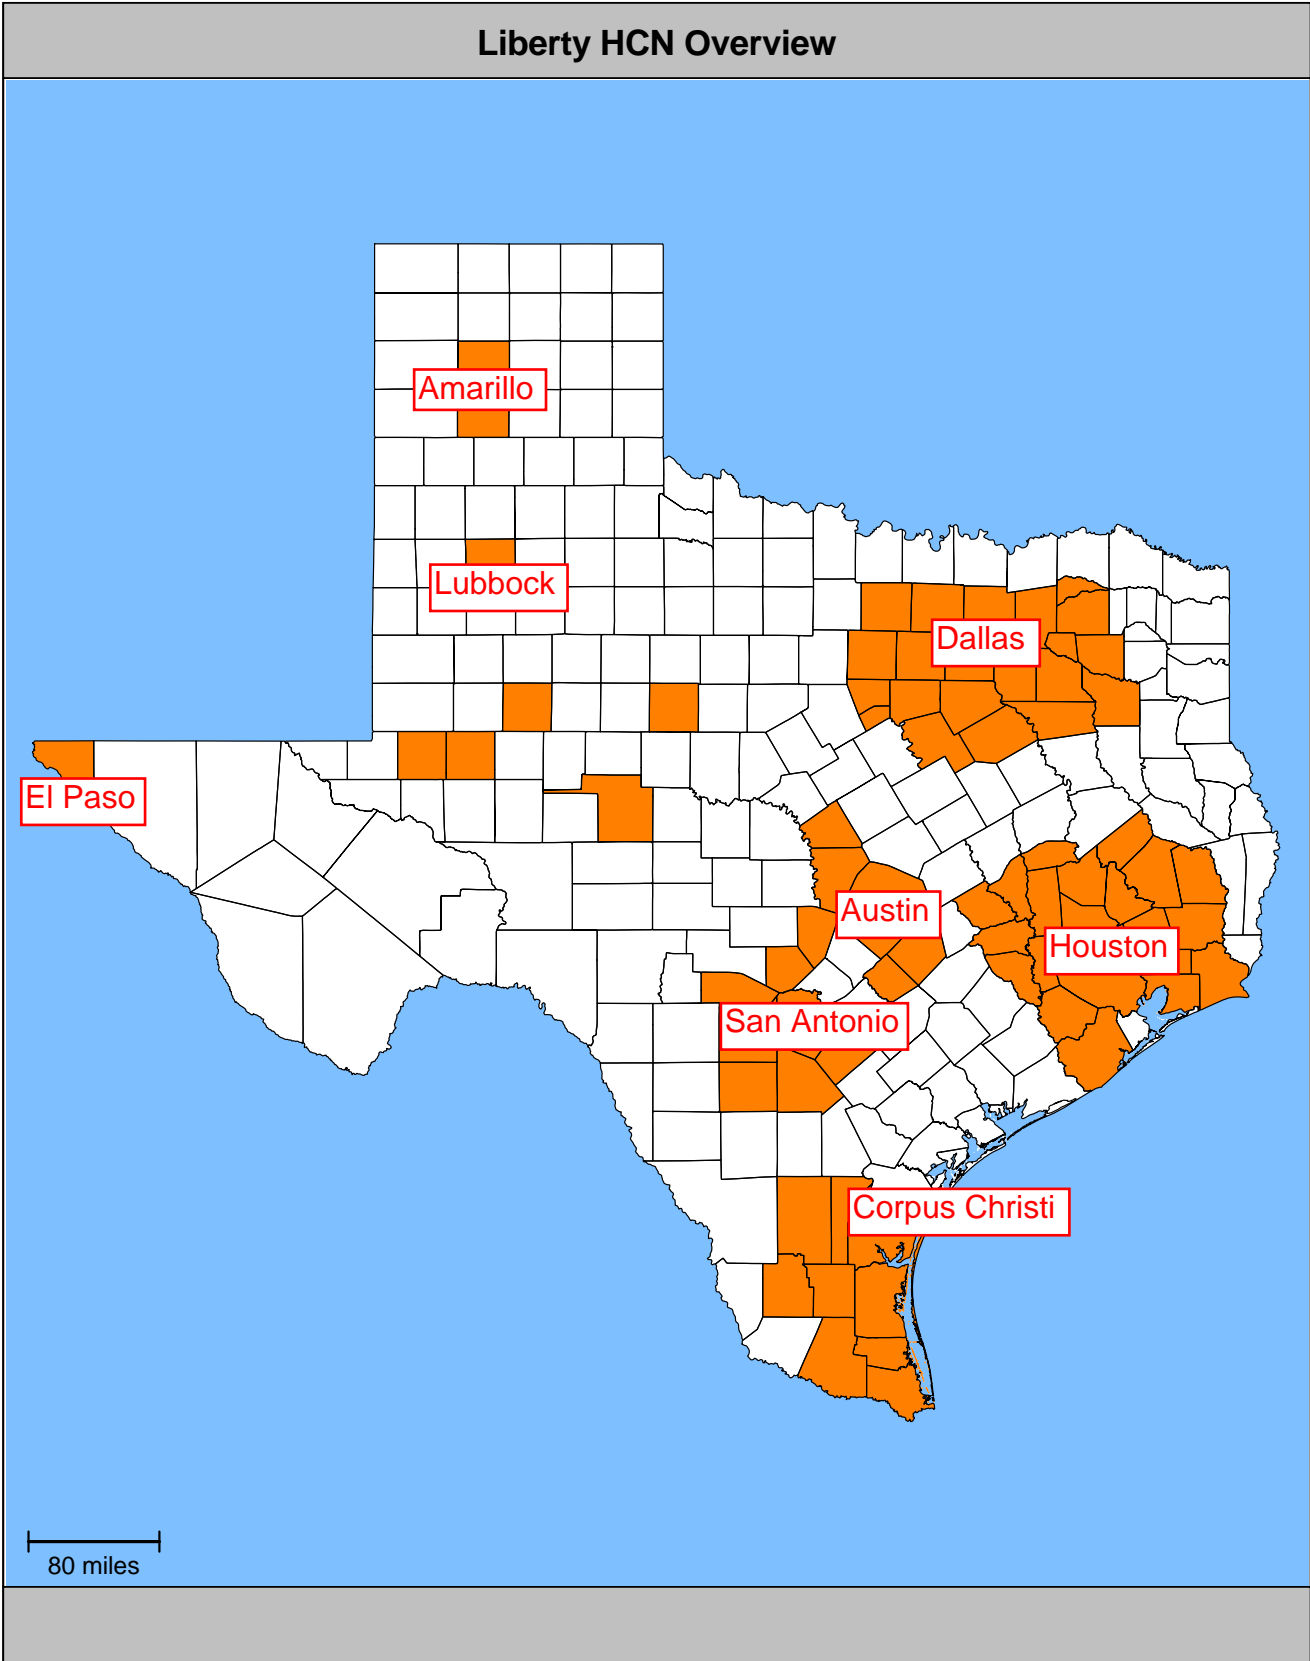 Liberty HCN Overview
Amarillo
Lubbock
Dallas
El Paso
Austin
Houston
San Antonio
Corpus Christi
80 miles